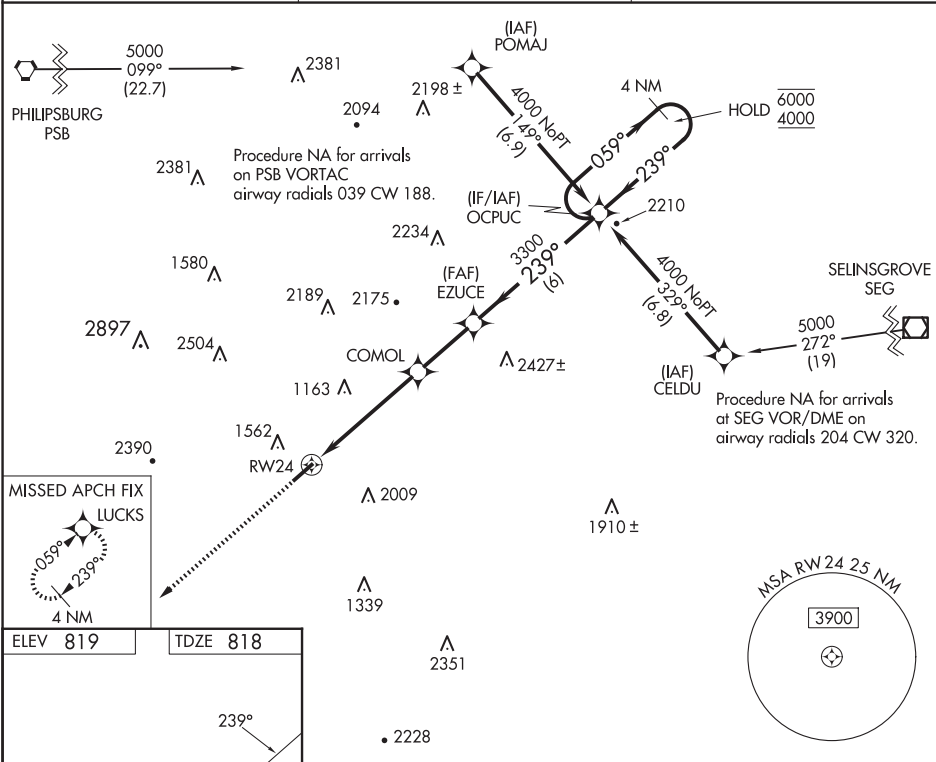 5000
099°
(22.7)
PHILIPSBURG
PSB
2381
2094
2198 ±
(IAF)
POMAJ
4000 NoPT
149°
(6.9)
4 NM
HOLD
6000
4000
059°
239°
Procedure NA for arrivals
on PSB VORTAC
airway radials 039 CW 188.
2381
(IF/IAF)
OCPUC
2210
2234
3300
239°
(6)
1580
(FAF)
EZUCE
2189
2175
4000 NoPT
329°
(6.8)
SELINSGROVE
SEG
5000
272°
(19)
2897
2504
COMOL
2427±
(IAF)
CELDU
1163
Procedure NA for arrivals
at SEG VOR/DME on
airway radials 204 CW 320.
1562
RW24
2390
MISSED APCH FIX
LUCKS
059°
239°
4 NM
2009
1910 ±
1339
2351
2228
MSA RW24 25 NM
3900
ELEV 819
TDZE 818
239°